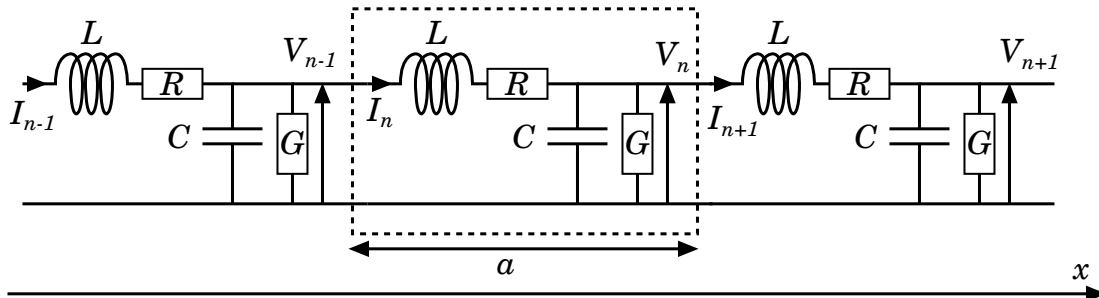 L
R
C
G
I_{n-1}
V_{n-1}
L
R
C
G
I_n
V_n
L
R
C
G
I_{n+1}
V_{n+1}
a
x